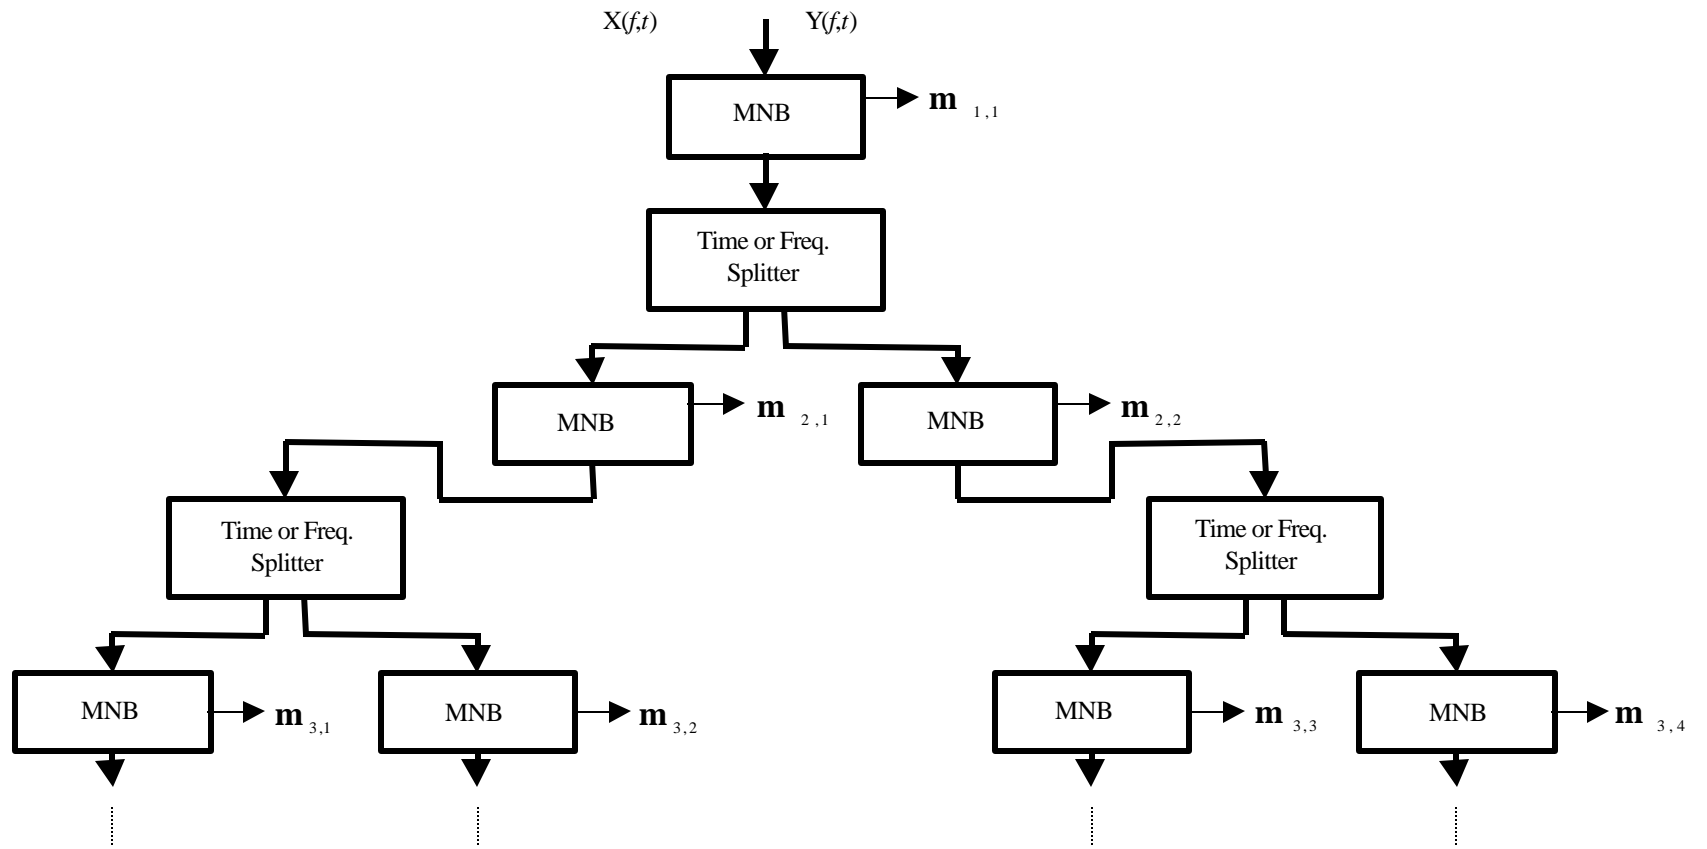 X(f,t) Y(f,t)
MNB
m 1,1
Time or Freq.
Splitter
MNB
m 2,1
MNB
m 2,2
Time or Freq.
Splitter
Time or Freq.
Splitter
MNB
m 3,1
MNB
m 3,2
MNB
m 3,3
MNB
m 3,4